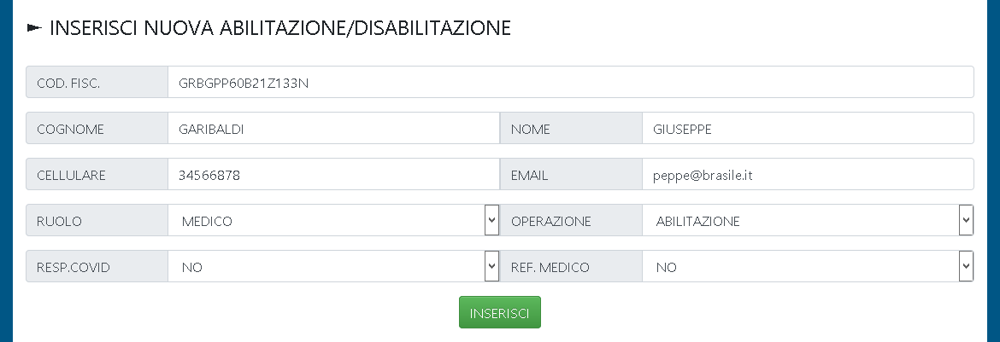 ► INSERISCI NUOVA ABILITAZIONE/DISABILITAZIONE
COD. FISC. GRBGPP60B21Z133N
COGNOME GARIBALDI NOME GIUSEPPE
CELLULARE 34566878 EMAIL peppe@brasile.it
RUOLO MEDICO OPERAZIONE ABILITAZIONE
RESP.COVID NO REF. MEDICO NO
INSERISCI